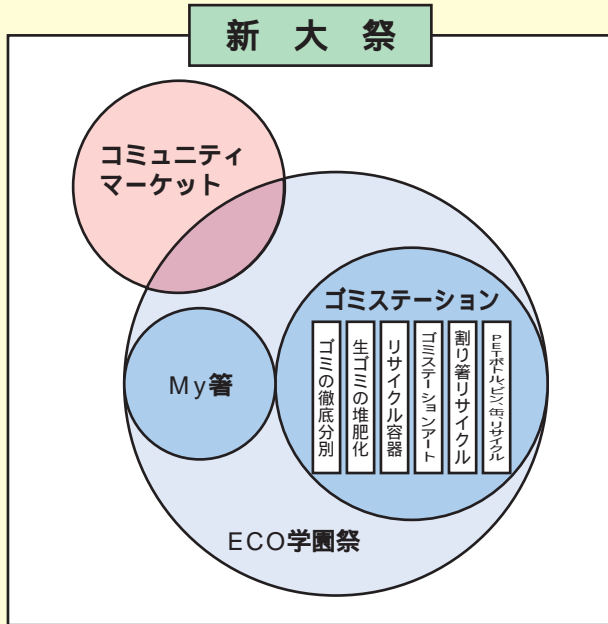 新大祭
コミュニティ
マーケット
ゴミステーション
ゴミの徹底分別
生ゴミの堆肥化
リサイクル容器
ゴミステーションアート
割り箸リサイクル
PETボトル、ビン、缶、リサイクル
My箸
ECO学園祭